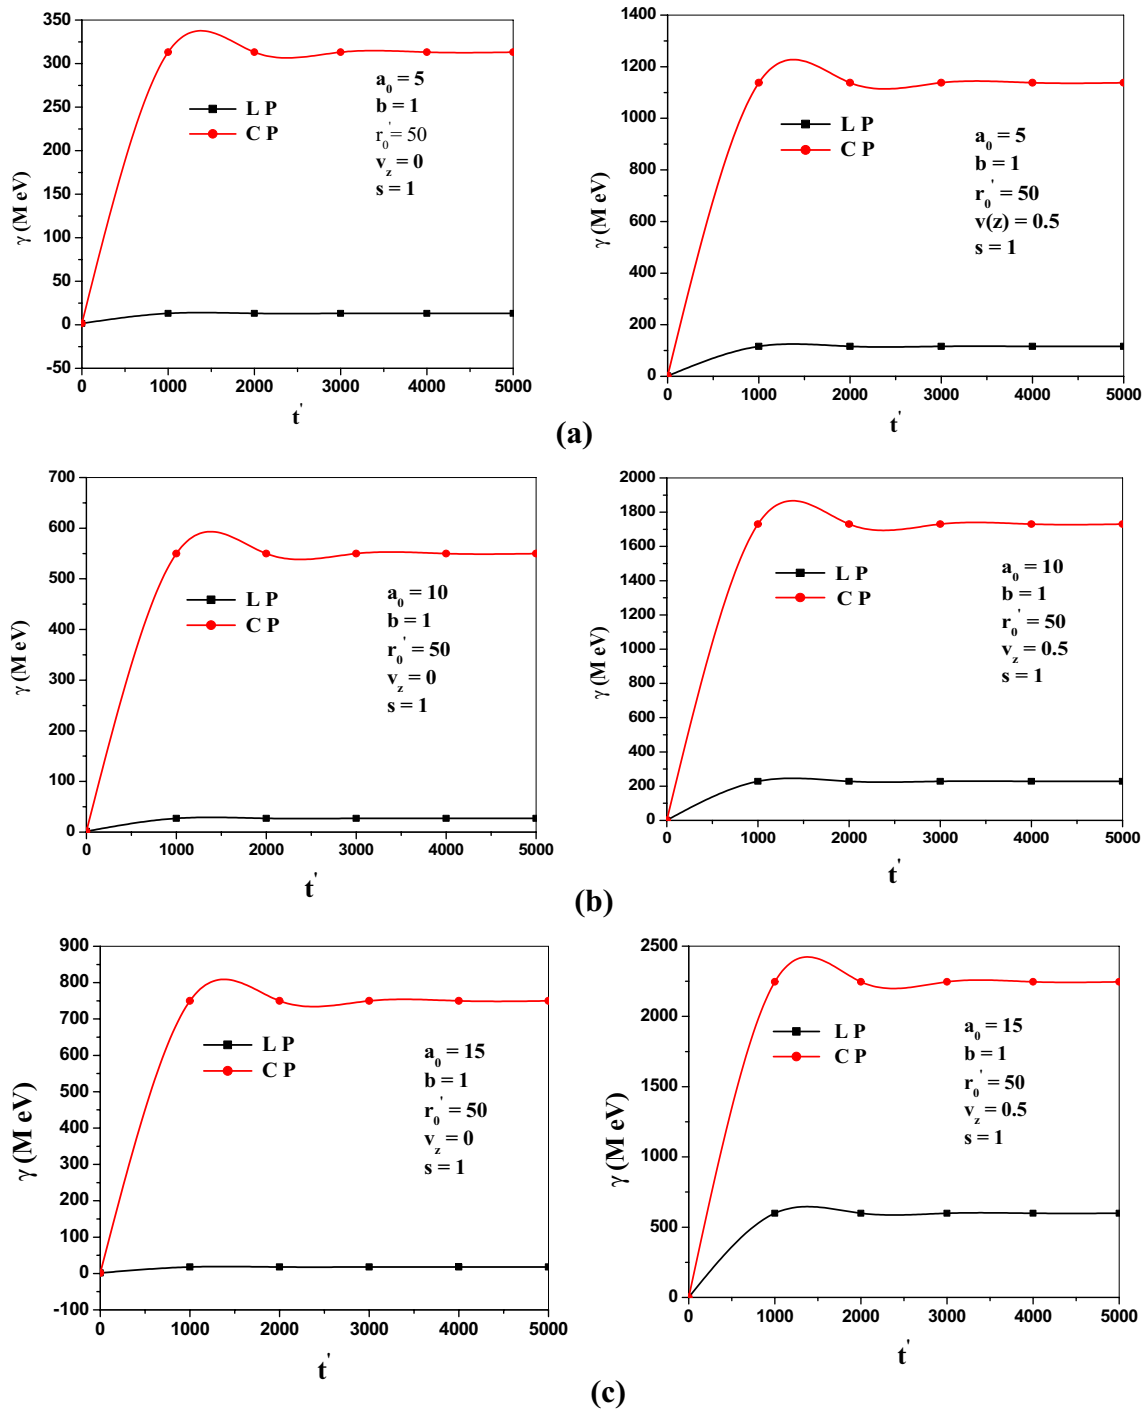 350
300
250
200
150
100
50
0
-50
γ (M eV)
L P
C P
a₀ = 5
b = 1
r₀' = 50
v_z = 0
s = 1
0 1000 2000 3000 4000 5000
t'
1400
1200
1000
800
600
400
200
0
γ (M eV)
L P
C P
a₀ = 5
b = 1
r₀' = 50
v(z) = 0.5
s = 1
0 1000 2000 3000 4000 5000
t'
(a)
700
600
500
400
300
200
100
0
γ (M eV)
L P
C P
a₀ = 10
b = 1
r₀' = 50
v_z = 0
s = 1
0 1000 2000 3000 4000 5000
t'
2000
1800
1600
1400
1200
1000
800
600
400
200
0
γ (M eV)
L P
C P
a₀ = 10
b = 1
r₀' = 50
v_z = 0.5
s = 1
0 1000 2000 3000 4000 5000
t'
(b)
900
800
700
600
500
400
300
200
100
0
-100
γ (M eV)
L P
C P
a₀ = 15
b = 1
r₀' = 50
v_z = 0
s = 1
0 1000 2000 3000 4000 5000
t'
2500
2000
1500
1000
500
0
γ (M eV)
L P
C P
a₀ = 15
b = 1
r₀' = 50
v_z = 0.5
s = 1
0 1000 2000 3000 4000 5000
t'
(c)